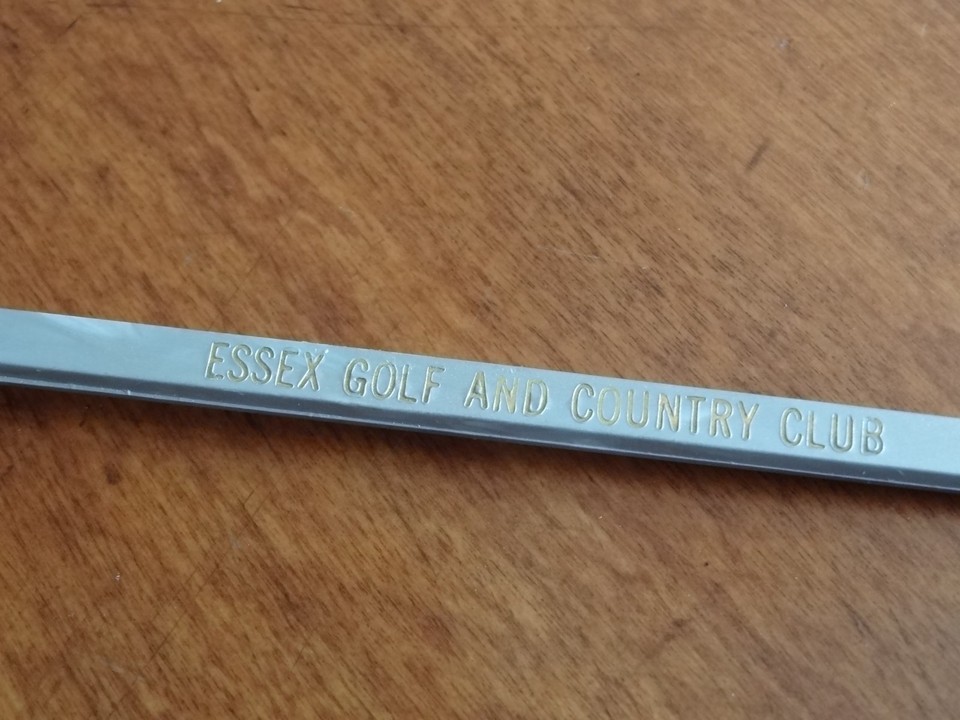 ESSEX GOLF AND COUNTRY CLUB